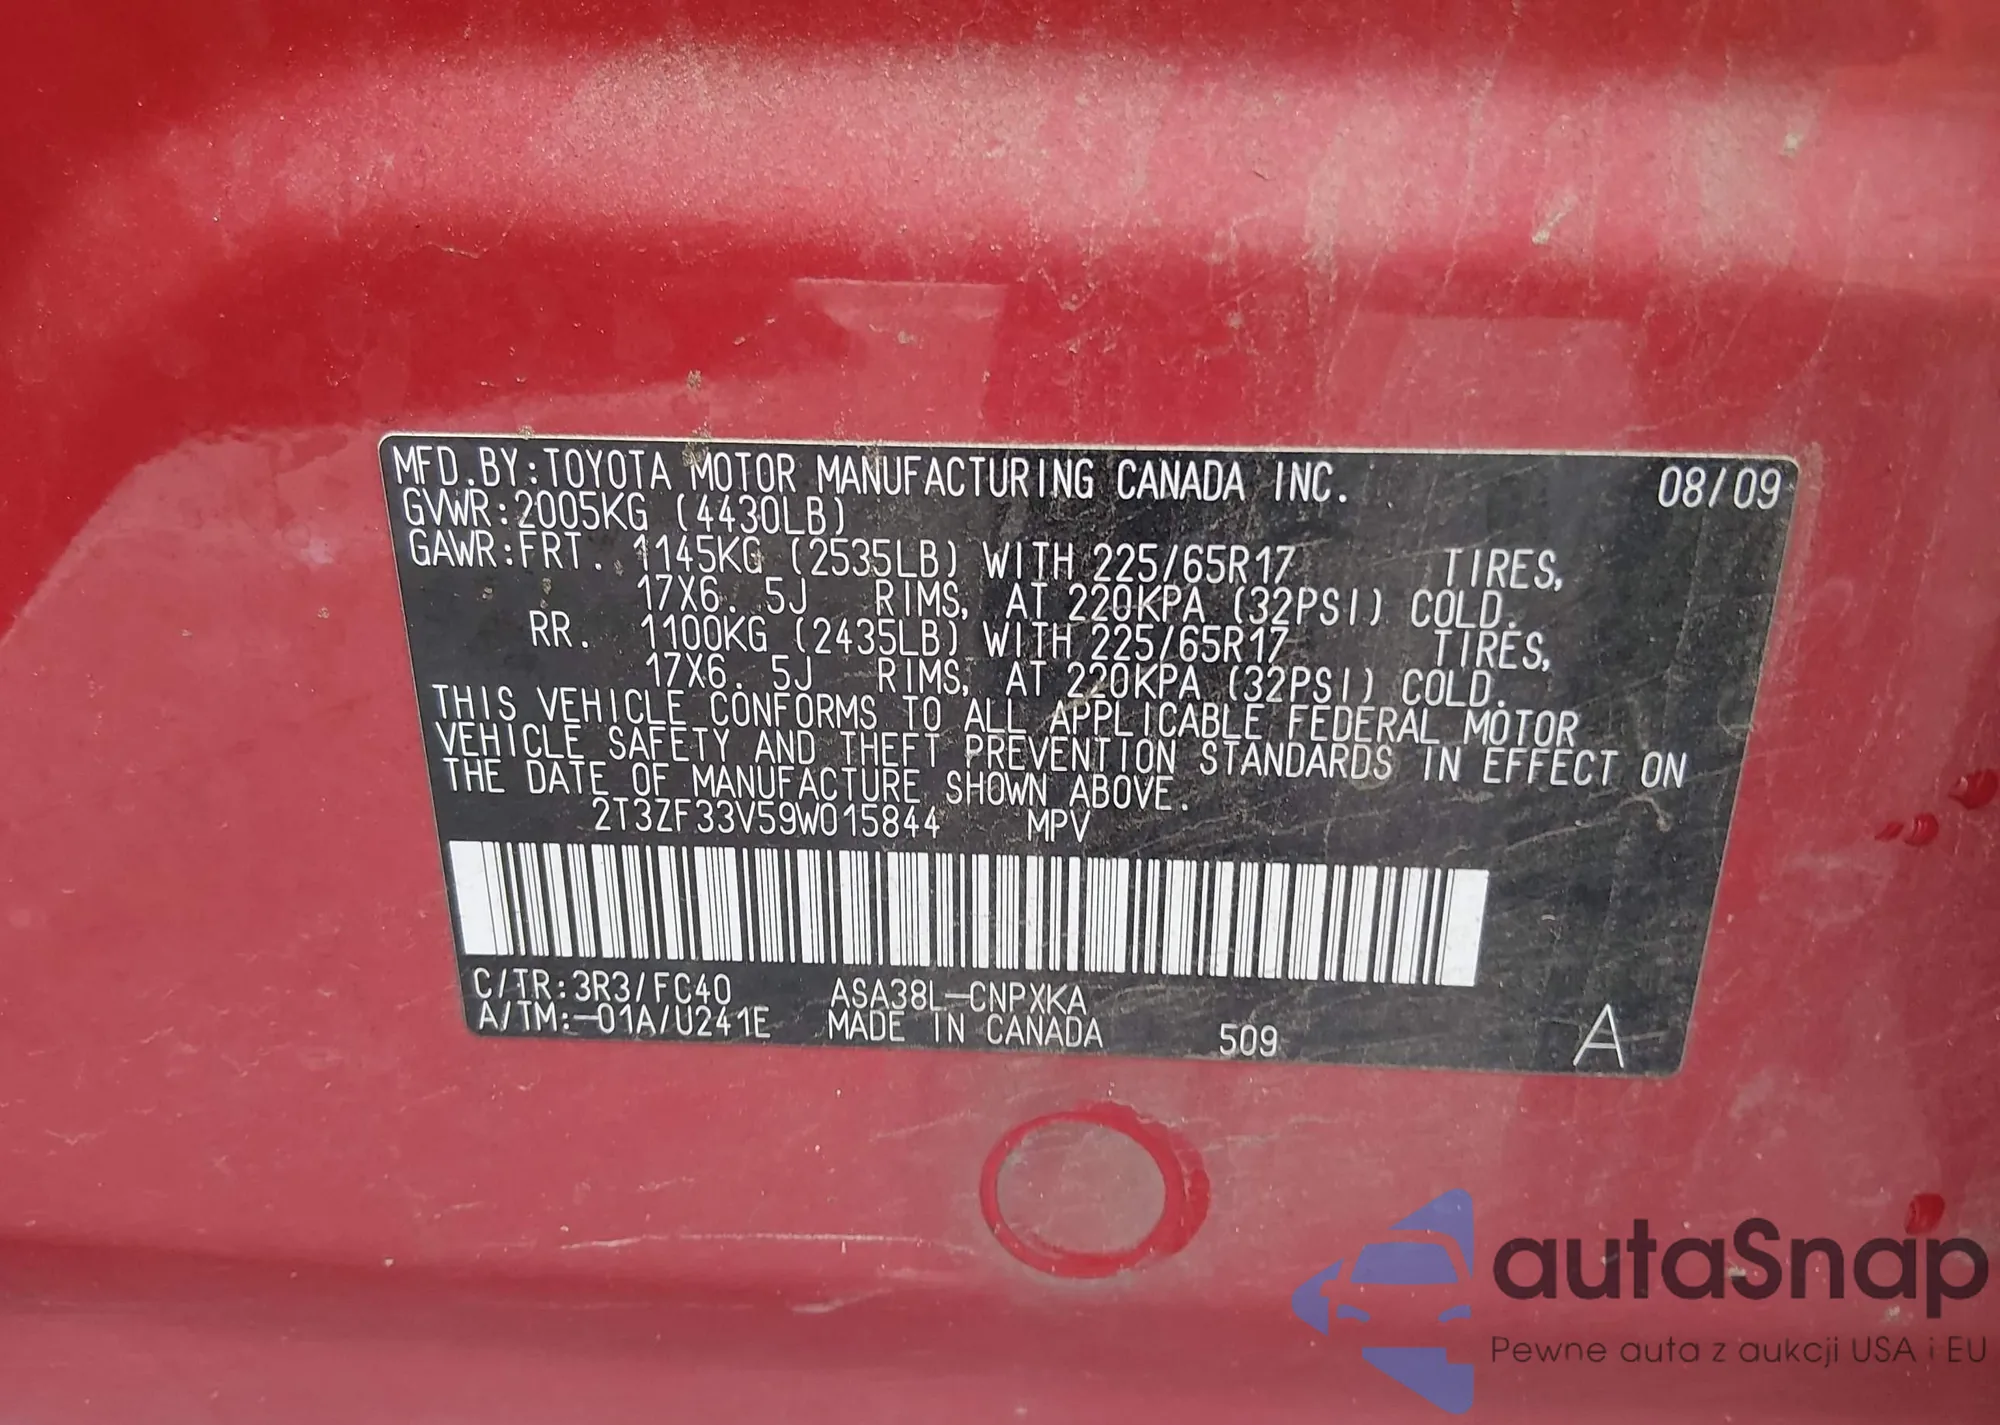 MFD.BY:TOYOTA MOTOR MANUFACTURING CANADA INC. 08/09
GVWR:2005KG (4430LB)
GAWR:FRT. 1145KG (2535LB) WITH 225/65R17 TIRES,
17X6.5J RIMS, AT 220KPA (32PSI) COLD.
RR. 1100KG (2435LB) WITH 225/65R17 TIRES,
17X6.5J RIMS, AT 220KPA (32PSI) COLD.
THIS VEHICLE CONFORMS TO ALL APPLICABLE FEDERAL MOTOR
VEHICLE SAFETY AND THEFT PREVENTION STANDARDS IN EFFECT ON
THE DATE OF MANUFACTURE SHOWN ABOVE.
2T3ZF33V59W015844 MPV
C/TR:3R3/FC40 ASA38L-CNPXKA
A/TM:-01A/U241E MADE IN CANADA 509 A
autaSnap
Pewne auta z aukcji USA i EU